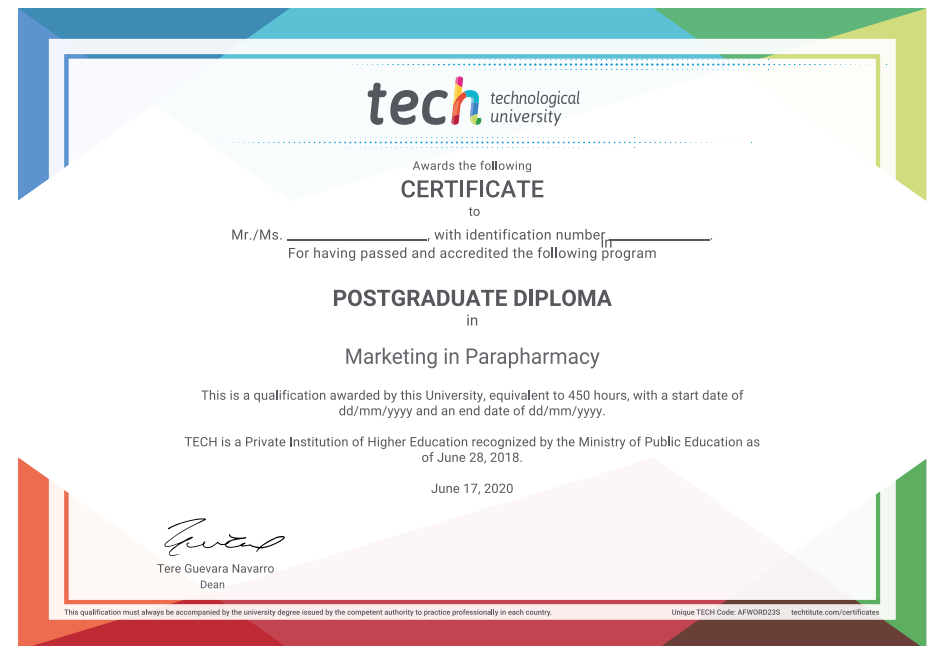 tech technological
university
Awards the following
CERTIFICATE
to
Mr./Ms. ____________________, with identification number ______________.
in
For having passed and accredited the following program
POSTGRADUATE DIPLOMA
in
Marketing in Parapharmacy
This is a qualification awarded by this University, equivalent to 450 hours, with a start date of
dd/mm/yyyy and an end date of dd/mm/yyyy.
TECH is a Private Institution of Higher Education recognized by the Ministry of Public Education as
of June 28, 2018.
June 17, 2020
Tere Guevara Navarro
Dean
This qualification must always be accompanied by the university degree issued by the competent authority to practice professionally in each country.
Unique TECH Code: AFWORD23S techtitute.com/certificates